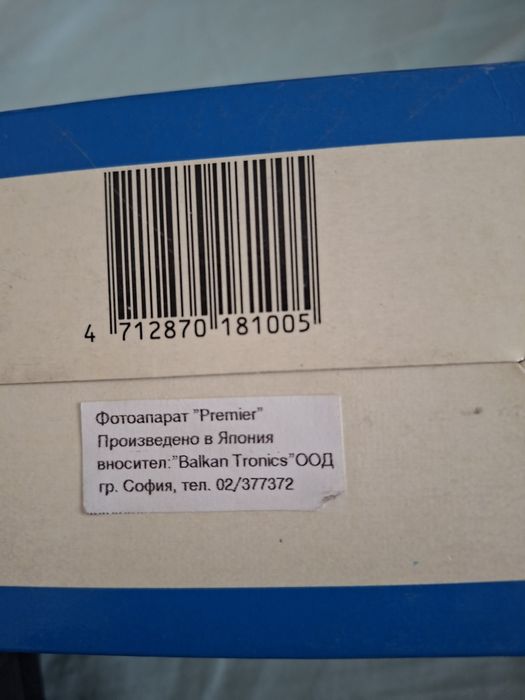 4 712870 181005
Фотоапарат "Premier"
Произведено в Япония
вносител:"Balkan Tronics"ООД
гр. София, тел. 02/377372